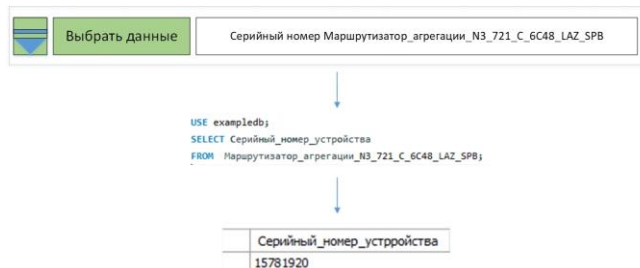 Выбрать данные
Серийный номер Маршрутизатор_агрегации_N3_721_C_6C48_LAZ_SPB
USE exampledb;
SELECT Серийный_номер_устройства
FROM Маршрутизатор_агрегации_N3_721_C_6C48_LAZ_SPB;
Серийный_номер_устрройства
15781920